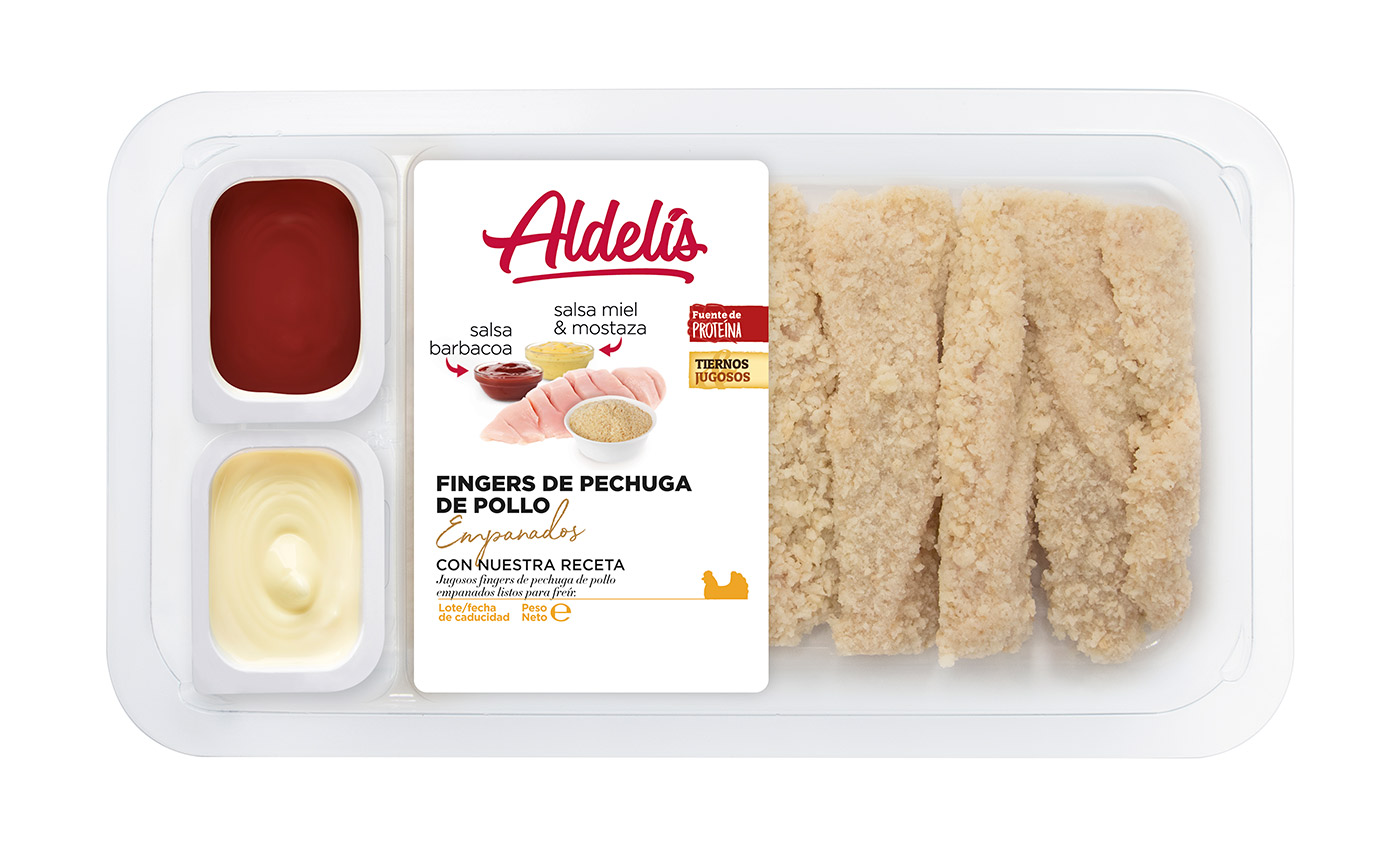 Aldelís
salsa miel
& mostaza
salsa
barbacoa
Fuente de
PROTEÍNA
TIERNOS
JUGOSOS
FINGERS DE PECHUGA
DE POLLO
Empanados
CON NUESTRA RECETA
Jugosos fingers de pechuga de pollo
empanados listos para freír.
Lote/fecha
de caducidad
Peso
Neto e